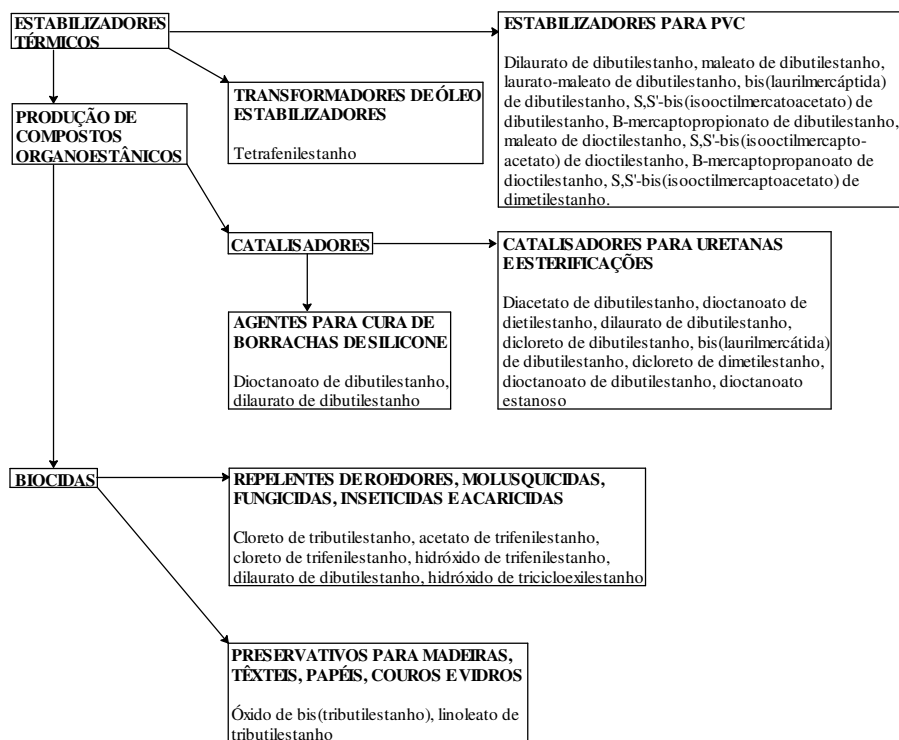 ESTABILIZADORES
TÉRMICOS
ESTABILIZADORES PARA PVC
Dilaurato de dibutilestanho, maleato de dibutilestanho,
laurato-maleato de dibutilestanho, bis(laurilmercáptida)
de dibutilestanho, S,S'-bis(isooctilmercatoacetato) de
dibutilestanho, B-mercaptopropionato de dibutilestanho,
maleato de dioctilestanho, S,S'-bis(isooctilmercapto-
acetato) de dioctilestanho, B-mercaptopropanoato de
dioctilestanho, S,S'-bis(isooctilmercaptoacetato) de
dimetilestanho.
TRANSFORMADORES DE ÓLEO
ESTABILIZADORES
Tetrafenilestanho
PRODUÇÃO DE
COMPOSTOS
ORGANOESTÂNICOS
CATALISADORES
CATALISADORES PARA URETANAS
E ESTERIFICAÇÕES
Diacetato de dibutilestanho, dioctanoato de
dietilestanho, dilaurato de dibutilestanho,
dicloreto de dibutilestanho, bis(laurilmercátida)
de dibutilestanho, dicloreto de dimetilestanho,
dioctanoato de dibutilestanho, dioctanoato
estanoso
AGENTES PARA CURA DE
BORRACHAS DE SILICONE
Dioctanoato de dibutilestanho,
dilaurato de dibutilestanho
BIOCIDAS
REPELENTES DE ROEDORES, MOLUSQUICIDAS,
FUNGICIDAS, INSETICIDAS E ACARICIDAS
Cloreto de tributilestanho, acetato de trifenilestanho,
cloreto de trifenilestanho, hidróxido de trifenilestanho,
dilaurato de dibutilestanho, hidróxido de tricicloexilestanho
PRESERVATIVOS PARA MADEIRAS,
TÊXTEIS, PAPÉIS, COUROS E VIDROS
Óxido de bis(tributilestanho), linoleato de
tributilestanho